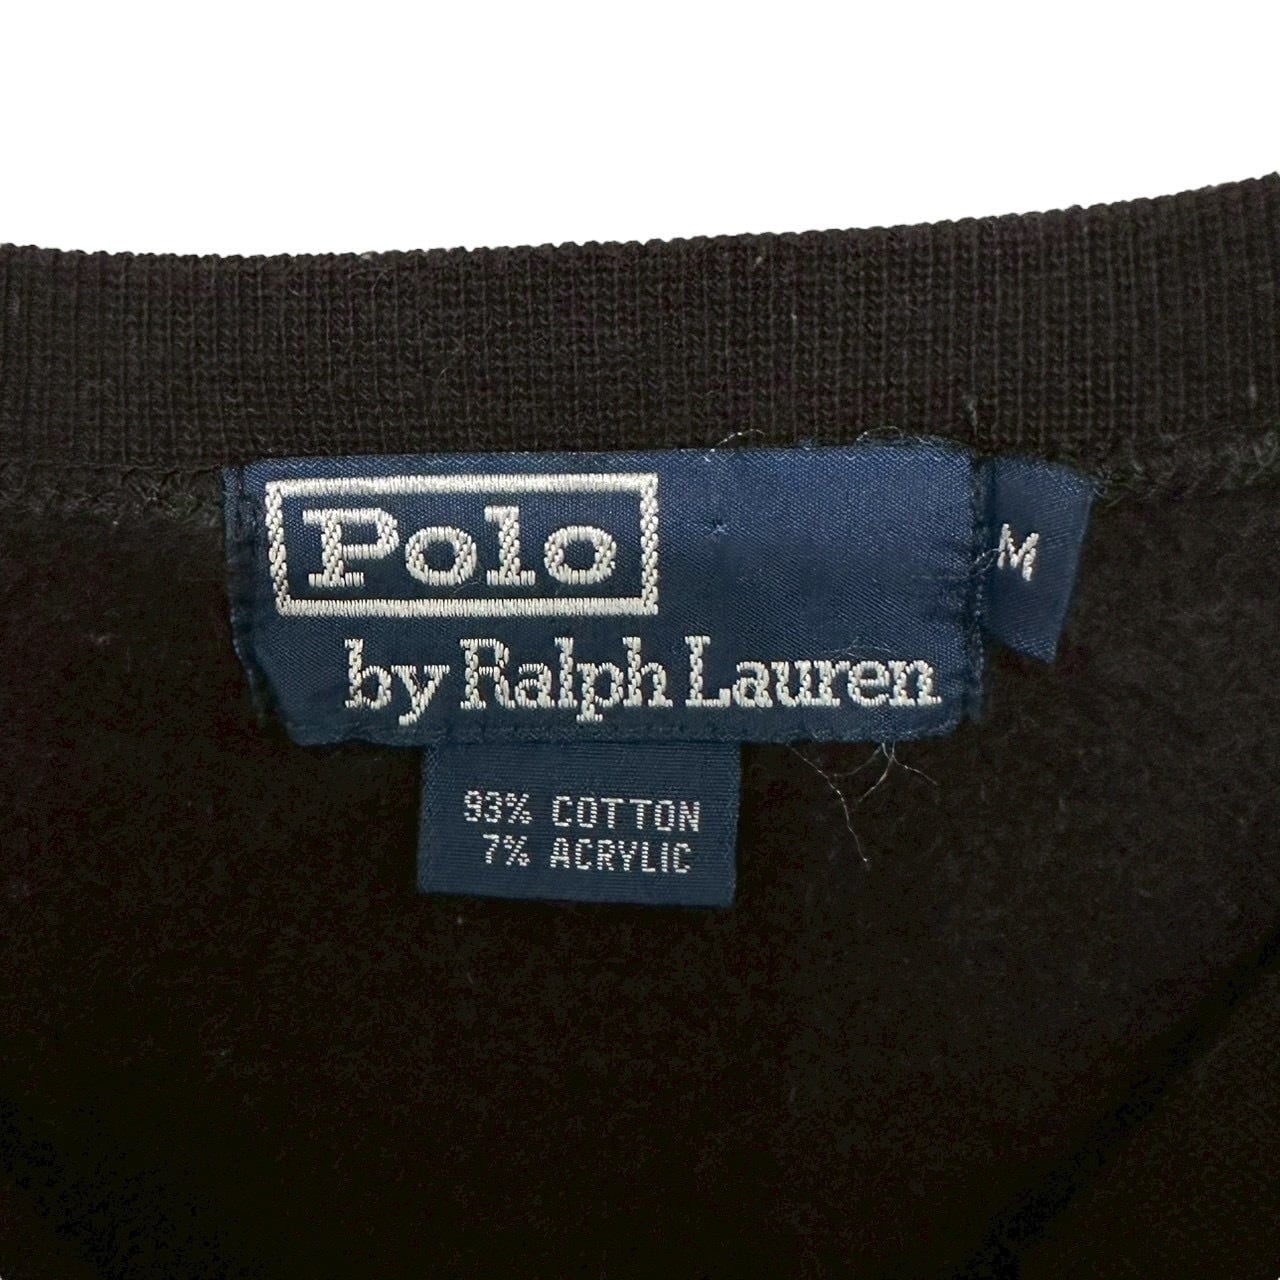 Polo
by Ralph Lauren
M
93% COTTON
7% ACRYLIC